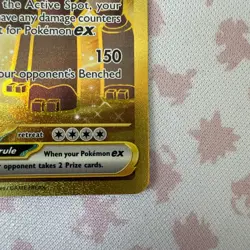 the Active Spot, your
ave any damage counters
t for Pokémon ex
150
our opponent's Benched
retreat
rule
When your Pokémon ex
opponent takes 2 Prize cards.